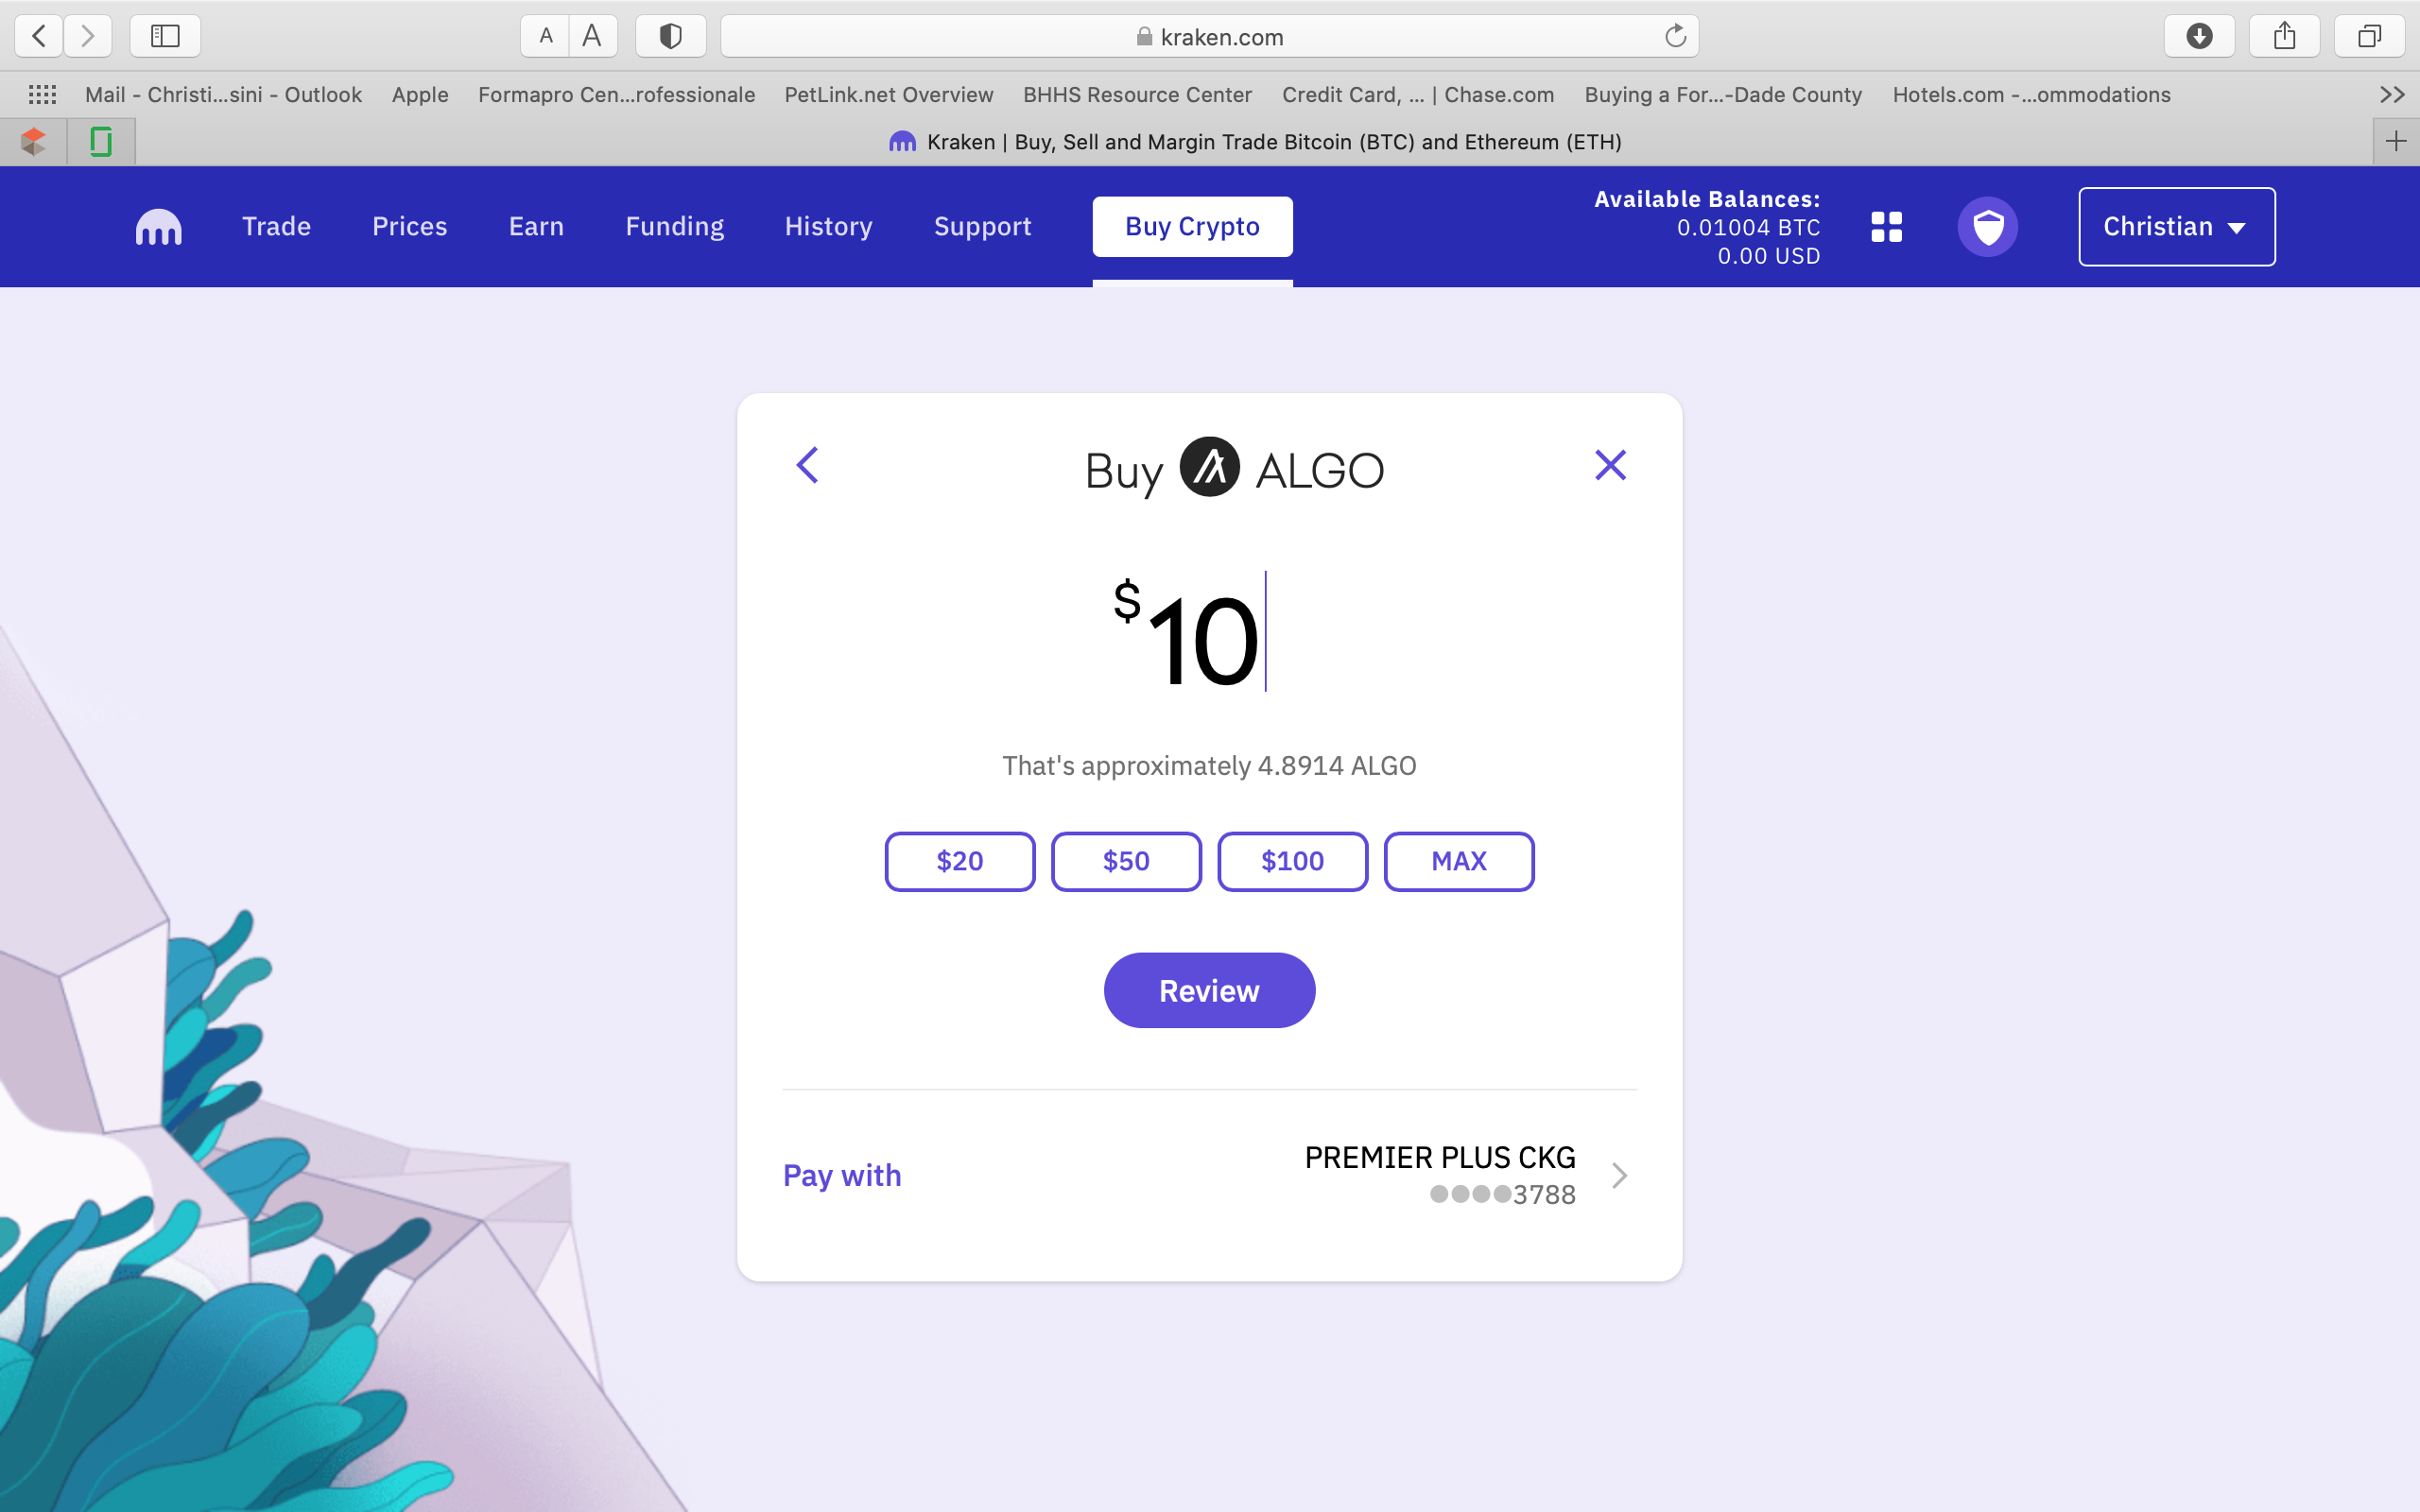 A A kraken.com
Mail - Christi...sini - Outlook Apple Formapro Cen...rofessionale PetLink.net Overview BHHS Resource Center Credit Card, ... | Chase.com Buying a For...-Dade County Hotels.com -...ommodations
Kraken | Buy, Sell and Margin Trade Bitcoin (BTC) and Ethereum (ETH)
Trade Prices Earn Funding History Support Buy Crypto
Available Balances:
0.01004 BTC
0.00 USD
Christian
Buy ALGO
$10
That's approximately 4.8914 ALGO
$20 $50 $100 MAX
Review
Pay with
PREMIER PLUS CKG
●●●●3788